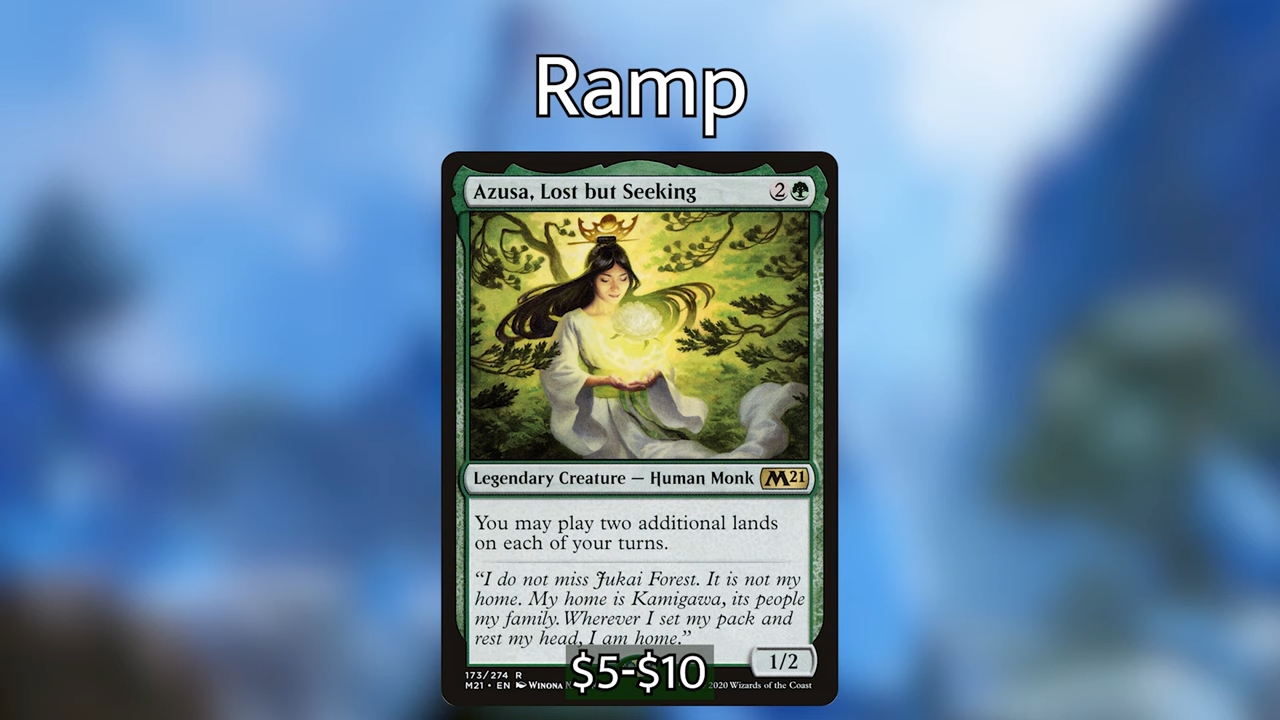 Ramp
Azusa, Lost but Seeking 2
Legendary Creature — Human Monk M21
You may play two additional lands
on each of your turns.
“I do not miss Jukai Forest. It is not my
home. My home is Kamigawa, its people
my family. Wherever I set my pack and
rest my head, I am home.”
1/2
$5-$10
173/274 R
M21 • EN WINONA 2020 Wizards of the Coast